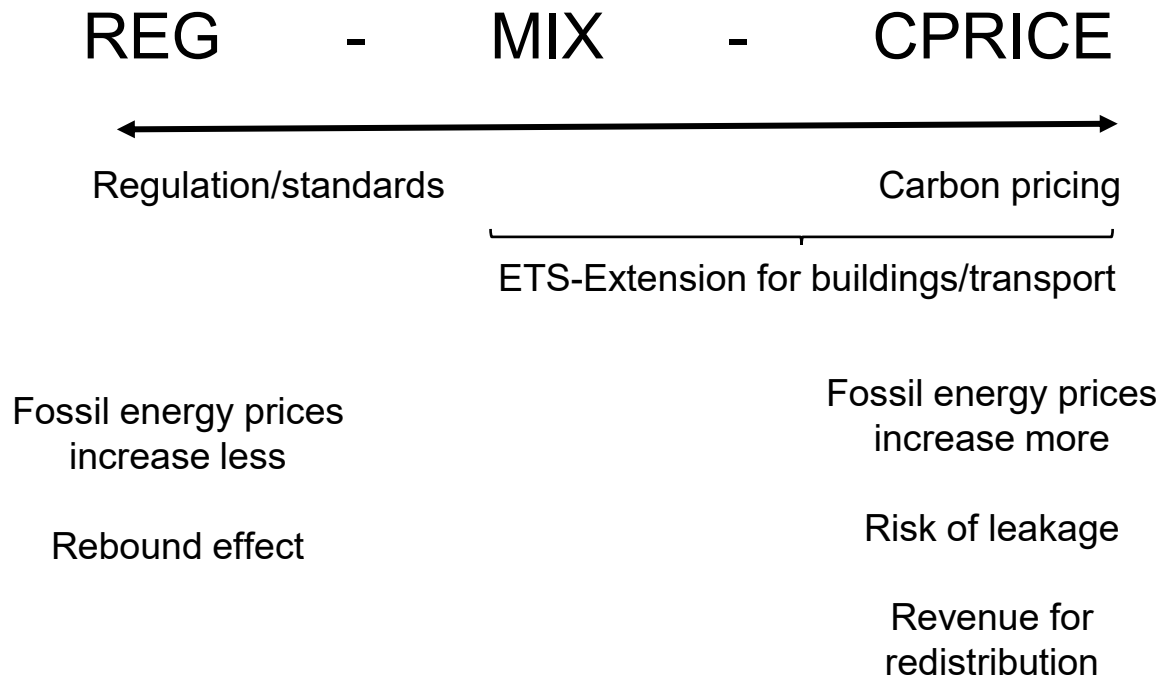 REG - MIX - CPRICE
Regulation/standards
Carbon pricing
ETS-Extension for buildings/transport
Fossil energy prices
increase less
Rebound effect
Fossil energy prices
increase more
Risk of leakage
Revenue for
redistribution